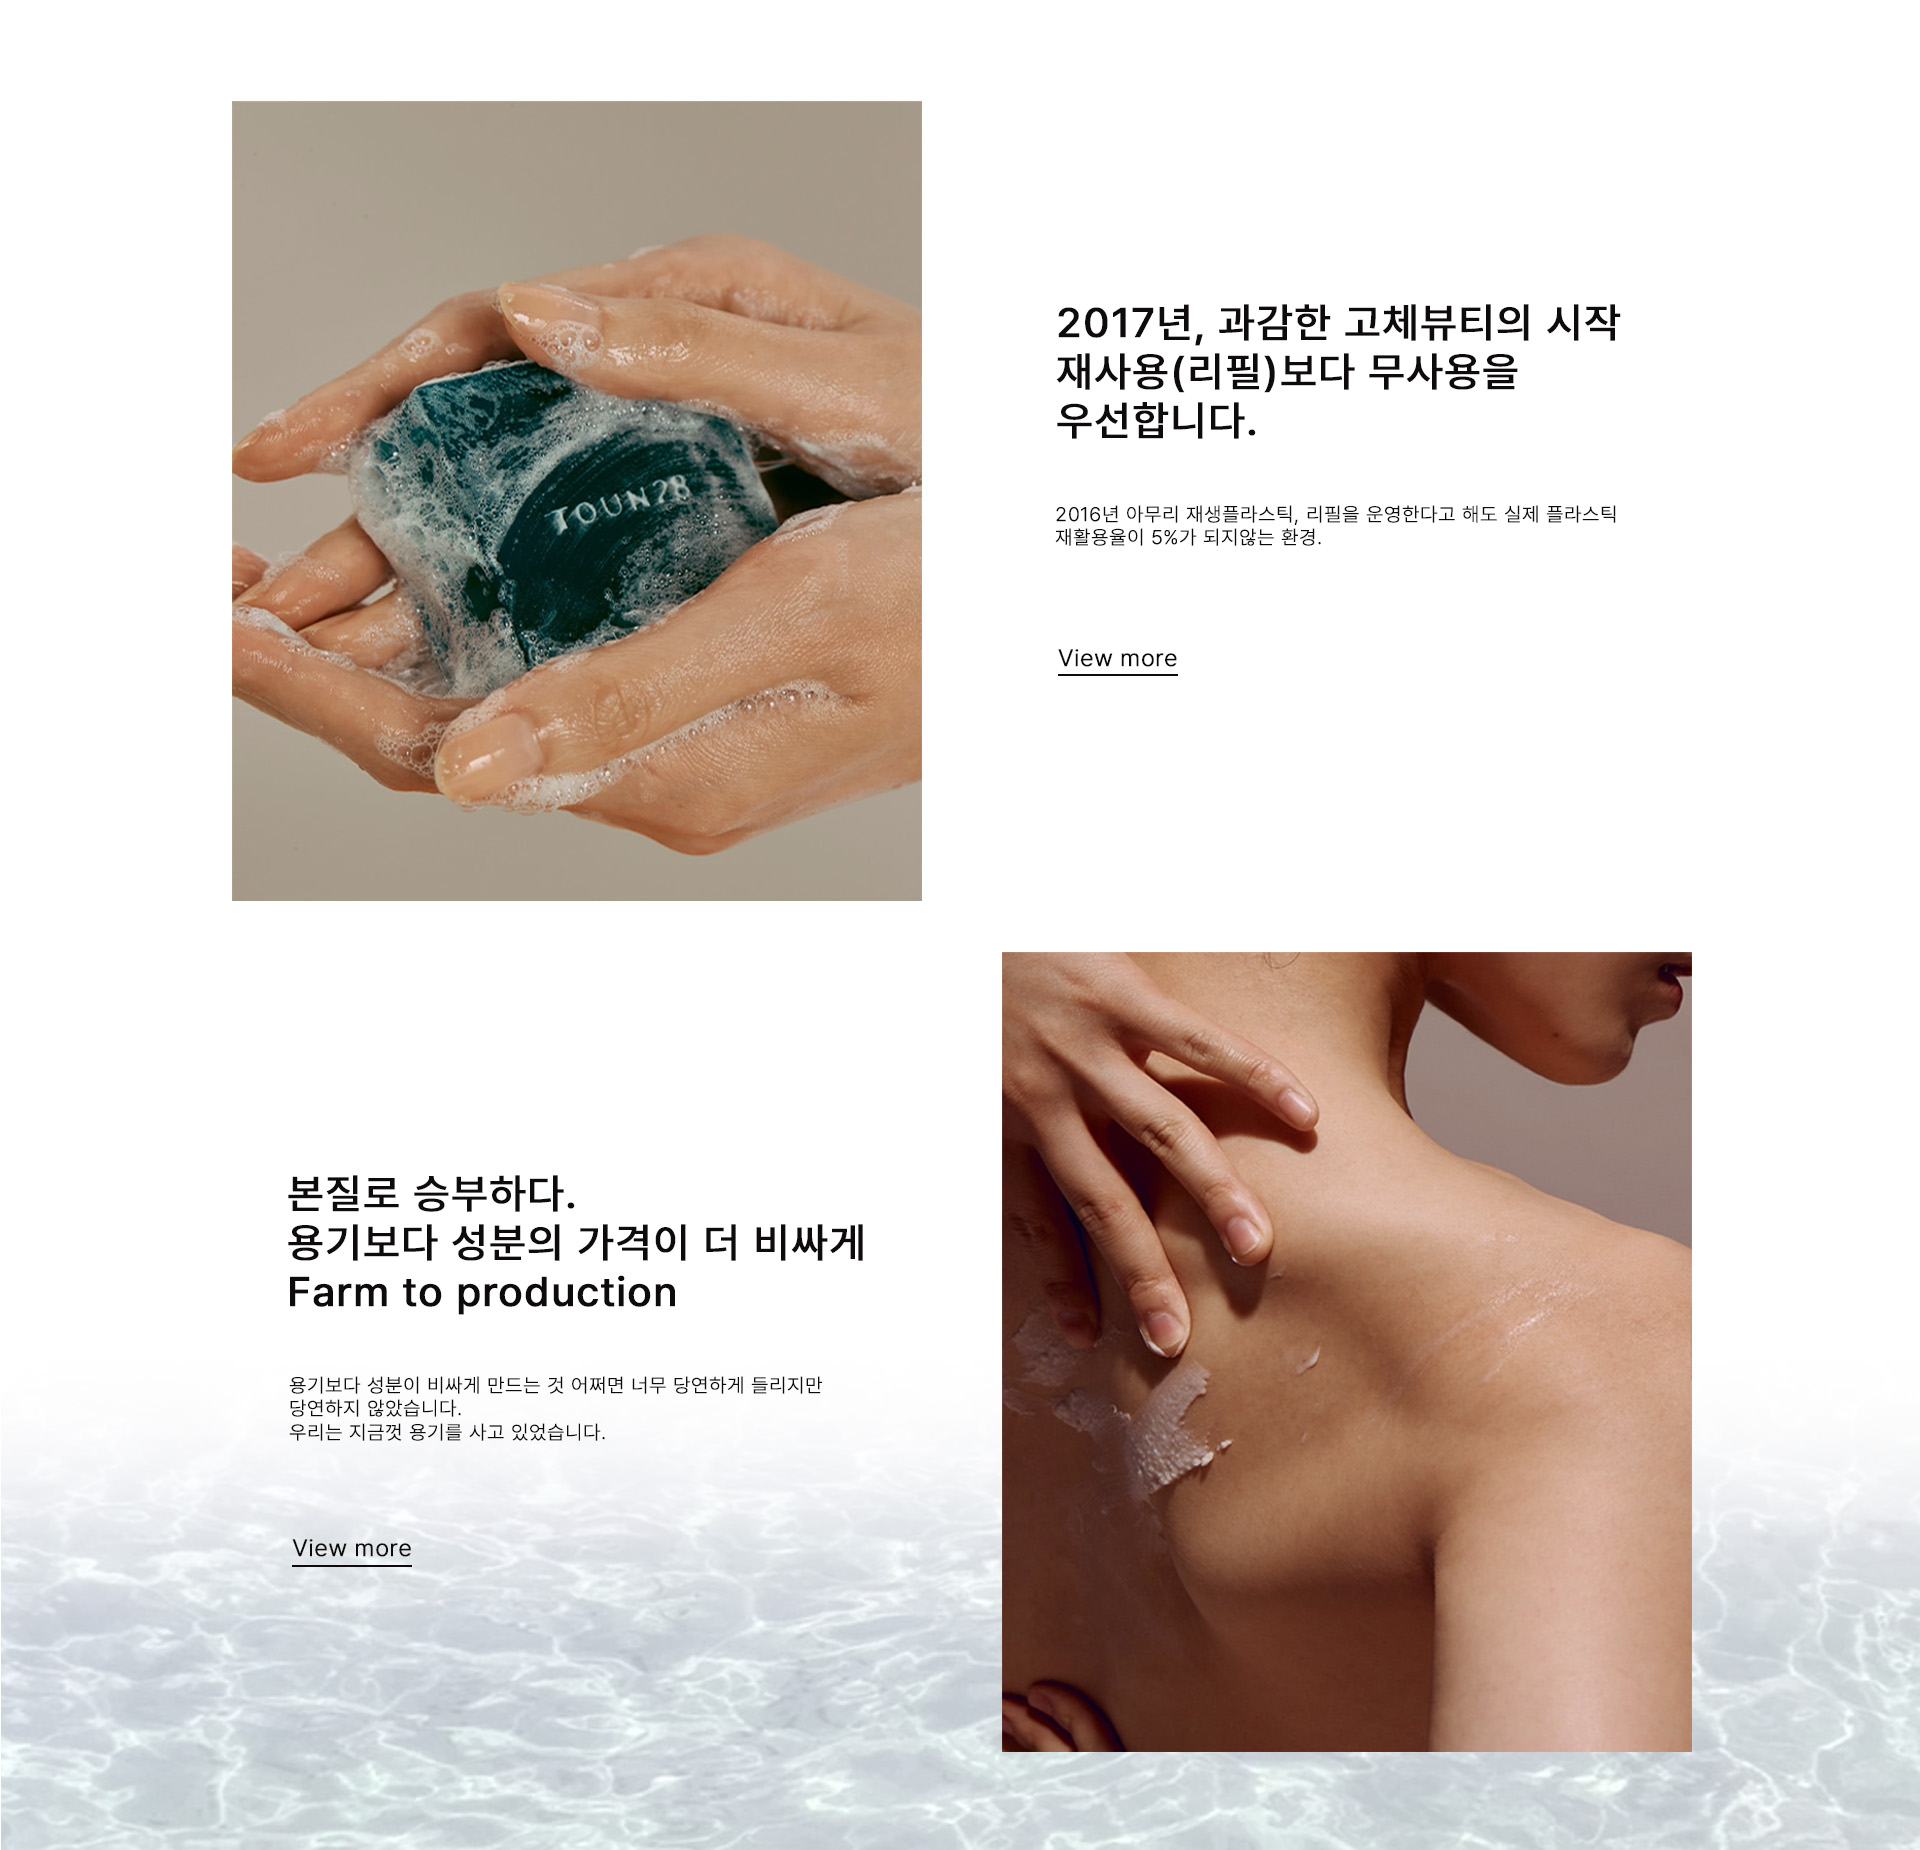 TOUN28
2017년, 과감한 고체뷰티의 시작
재사용(리필)보다 무사용을
우선합니다.
2016년 아무리 재생플라스틱, 리필을 운영한다고 해도 실제 플라스틱
재활용율이 5%가 되지않는 환경.
View more
본질로 승부하다.
용기보다 성분의 가격이 더 비싸게
Farm to production
용기보다 성분이 비싸게 만드는 것 어쩌면 너무 당연하게 들리지만
당연하지 않았습니다.
우리는 지금껏 용기를 사고 있었습니다.
View more